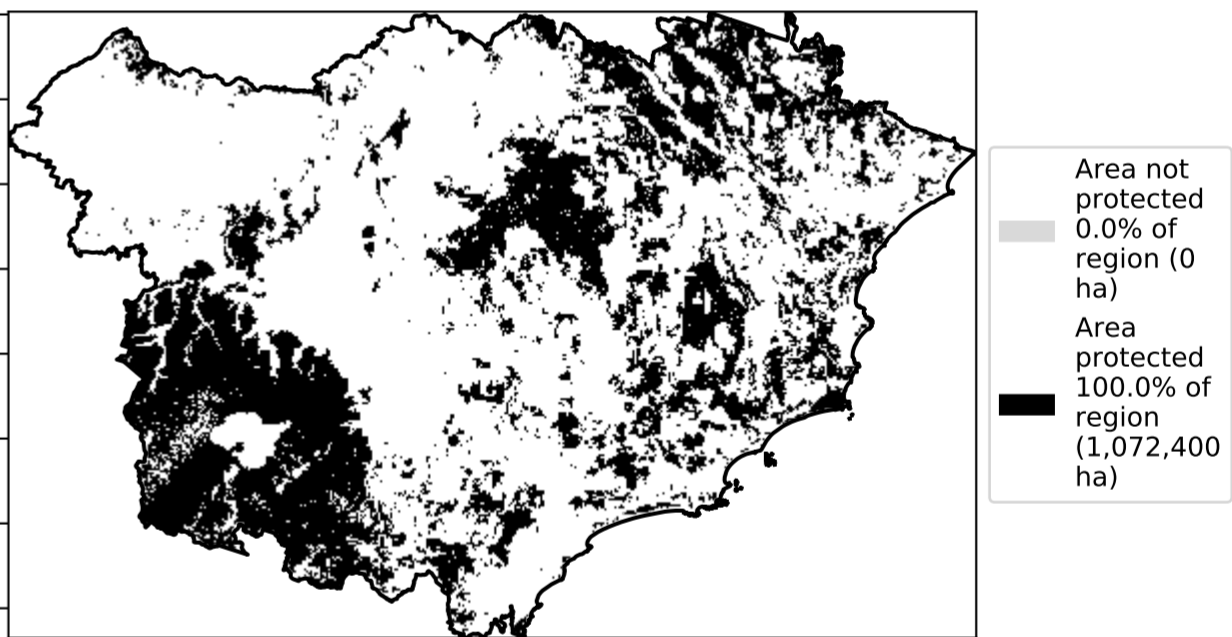 Area not
protected
0.0% of
region (0
ha)
Area
protected
100.0% of
region
(1,072,400
ha)